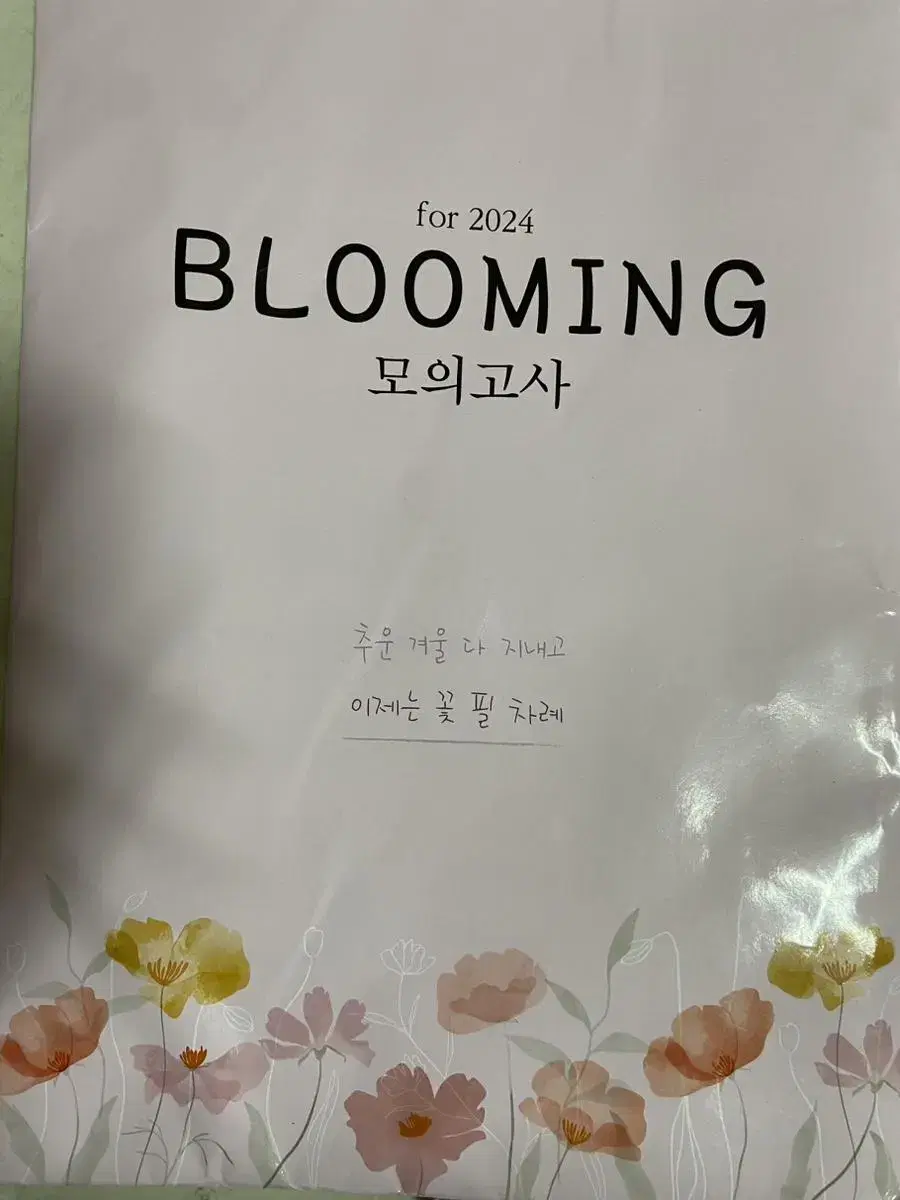 for 2024
BLOOMING
모의고사
추운 겨울 다 지내고
이제는 꽃 필 차례